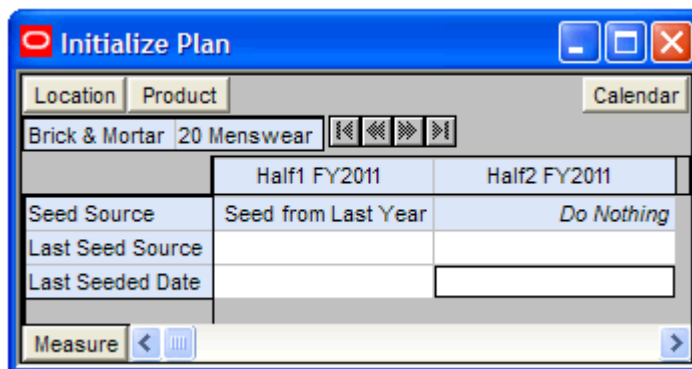 Initialize Plan
Location Product Calendar
Brick & Mortar 20 Menswear
Half1 FY2011 Half2 FY2011
Seed Source Seed from Last Year Do Nothing
Last Seed Source
Last Seeded Date
Measure